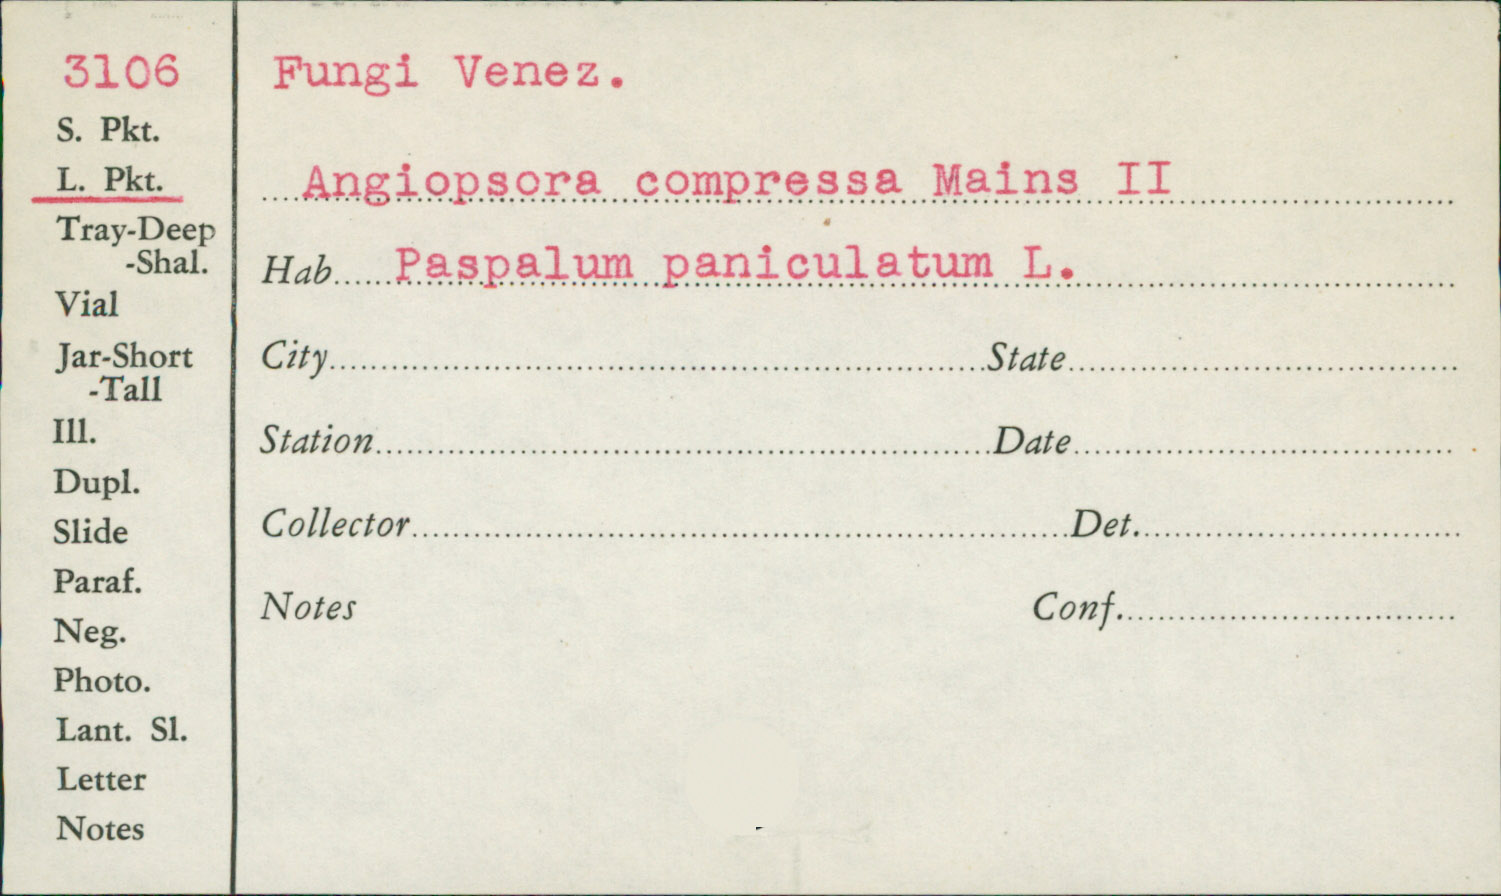 3106
S. Pkt.
L. Pkt.
Tray-Deep
-Shal.
Vial
Jar-Short
-Tall
Ill.
Dupl.
Slide
Paraf.
Neg.
Photo.
Lant. Sl.
Letter
Notes
Fungi Venez.
Angiopsora compressa Mains II
Hab Paspalum paniculatum L.
City State
Station Date
Collector Det.
Notes Conf.